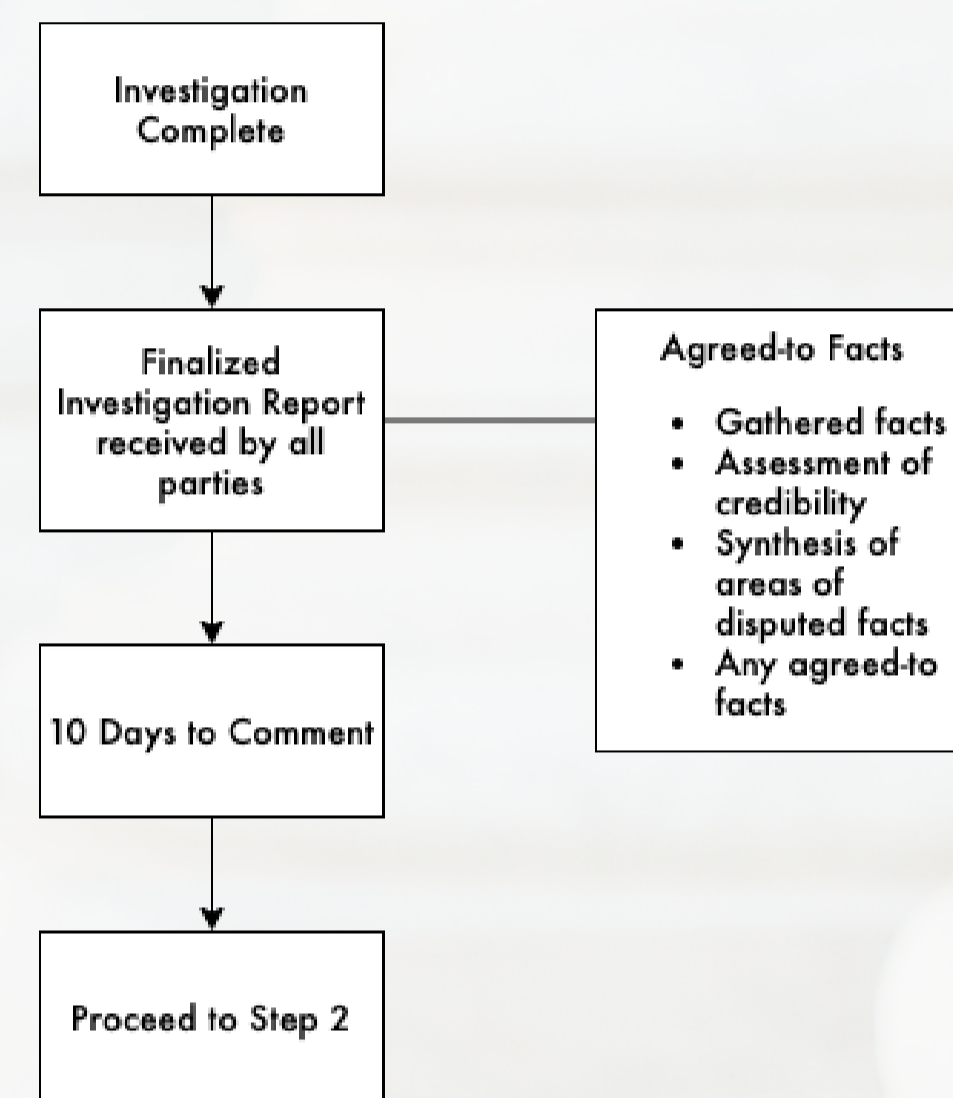 Investigation
Complete
Finalized
Investigation Report
received by all
parties
Agreed-to Facts
• Gathered facts
• Assessment of
credibility
• Synthesis of
areas of
disputed facts
• Any agreed-to
facts
10 Days to Comment
Proceed to Step 2